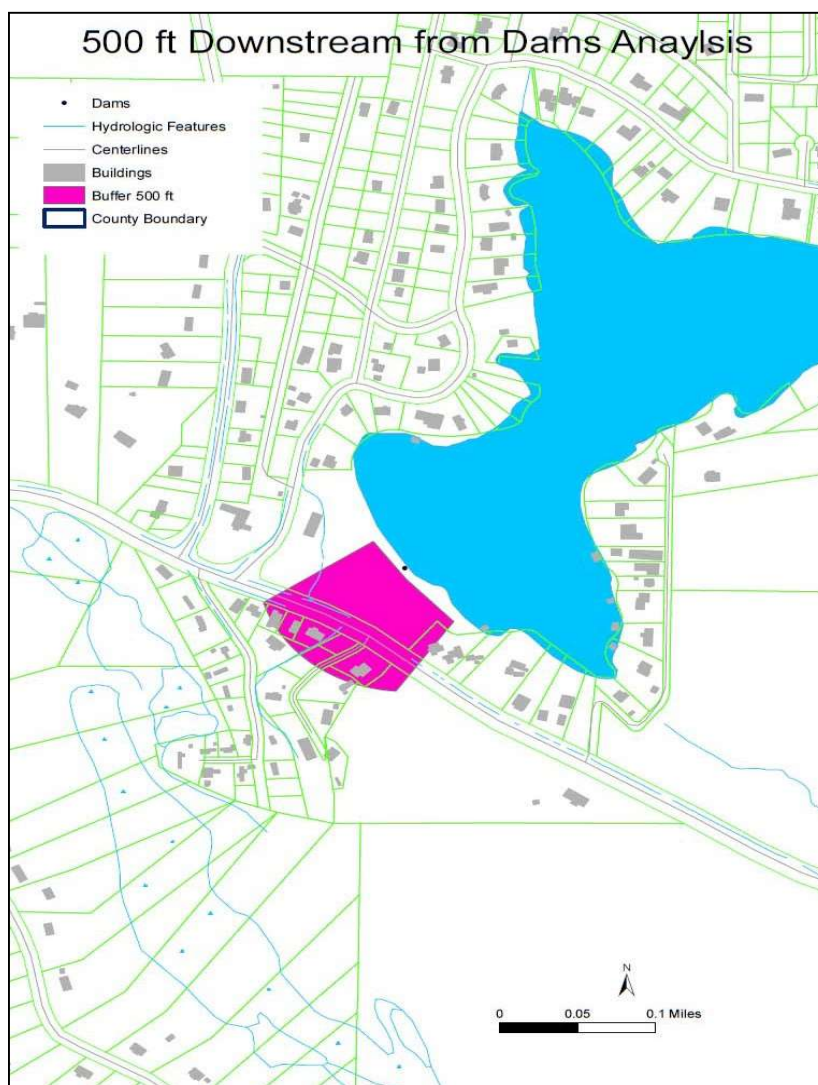 500 ft Downstream from Dams Anaylsis
Dams
Hydrologic Features
Centerlines
Buildings
Buffer 500 ft
County Boundary
N
0 0.05 0.1 Miles